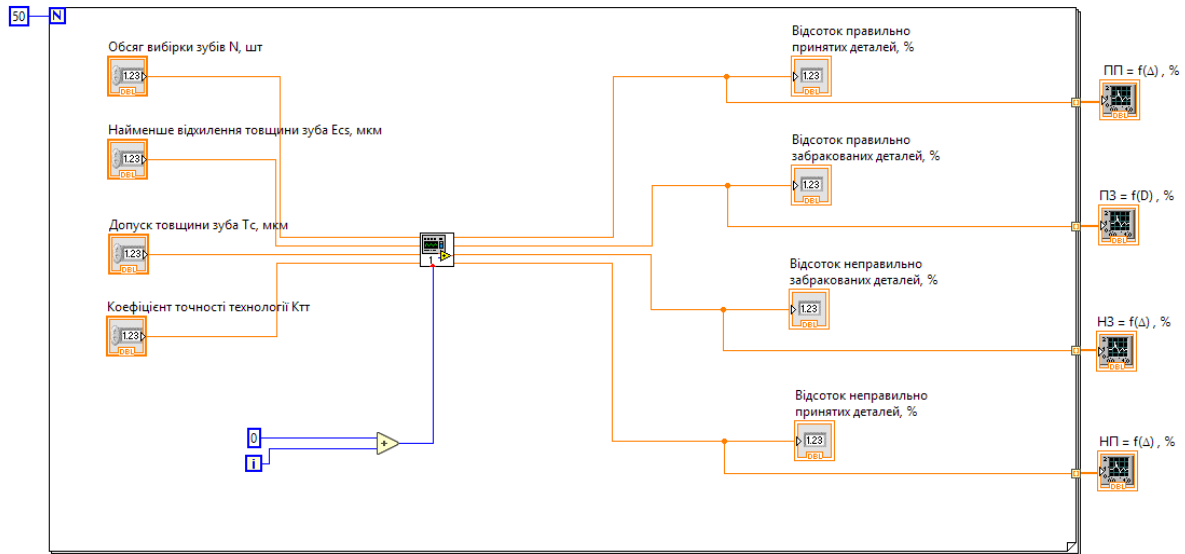 50
N
Обсяг вибірки зубів N, шт
1.23
DBL
Найменше відхилення товщини зуба Ecs, мкм
1.23
DBL
Допуск товщини зуба Tc, мкм
1.23
DBL
Коефіцієнт точності технології Ктт
1.23
DBL
0
i
+
1
Відсоток правильно
принятих деталей, %
1.23
DBL
Відсоток правильно
забракованих деталей, %
1.23
DBL
Відсоток неправильно
забракованих деталей, %
1.23
DBL
Відсоток неправильно
принятих деталей, %
1.23
DBL
ПП = f(Δ) , %
DBL
ПЗ = f(D) , %
DBL
НЗ = f(Δ) , %
DBL
НП = f(Δ) , %
DBL